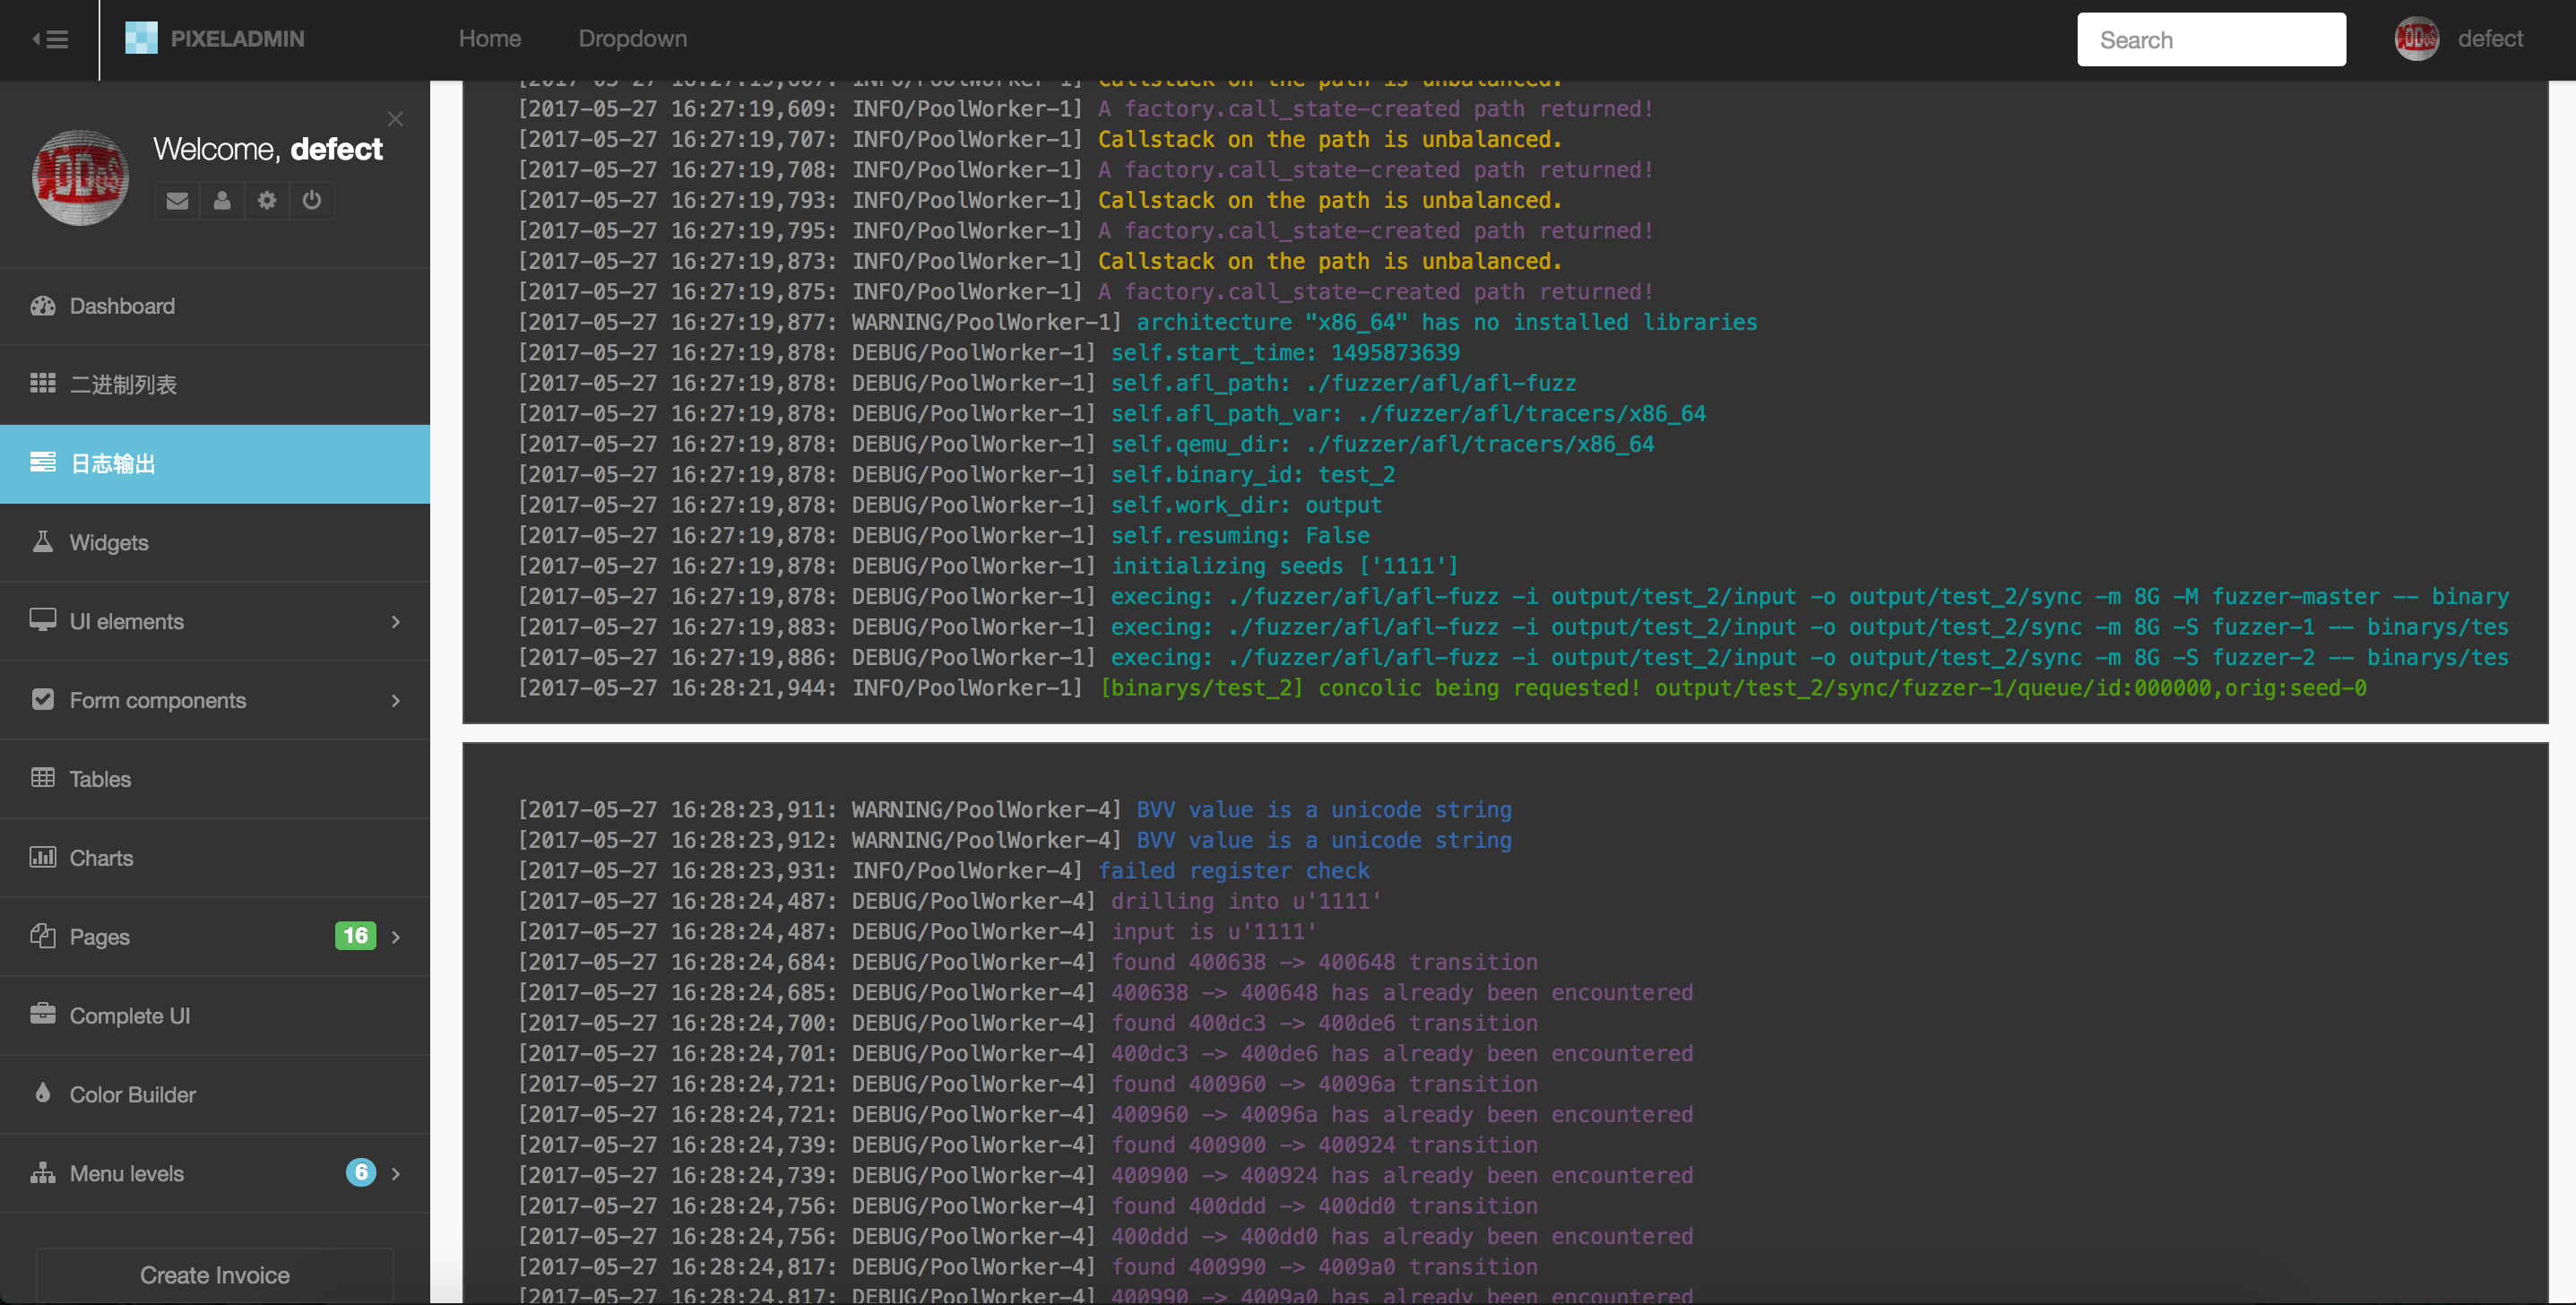 PIXELADMIN
Home
Dropdown
Search
defect
Welcome, defect
Dashboard
二进制列表
日志输出
Widgets
UI elements
Form components
Tables
Charts
Pages
16
Complete UI
Color Builder
Menu levels
6
Create Invoice
[2017-05-27 16:27:19,607: INFO/PoolWorker-1] Callstack on the path is unbalanced.
[2017-05-27 16:27:19,609: INFO/PoolWorker-1] A factory.call_state-created path returned!
[2017-05-27 16:27:19,707: INFO/PoolWorker-1] Callstack on the path is unbalanced.
[2017-05-27 16:27:19,708: INFO/PoolWorker-1] A factory.call_state-created path returned!
[2017-05-27 16:27:19,793: INFO/PoolWorker-1] Callstack on the path is unbalanced.
[2017-05-27 16:27:19,795: INFO/PoolWorker-1] A factory.call_state-created path returned!
[2017-05-27 16:27:19,873: INFO/PoolWorker-1] Callstack on the path is unbalanced.
[2017-05-27 16:27:19,875: INFO/PoolWorker-1] A factory.call_state-created path returned!
[2017-05-27 16:27:19,877: WARNING/PoolWorker-1] architecture "x86_64" has no installed libraries
[2017-05-27 16:27:19,878: DEBUG/PoolWorker-1] self.start_time: 1495873639
[2017-05-27 16:27:19,878: DEBUG/PoolWorker-1] self.afl_path: ./fuzzer/afl/afl-fuzz
[2017-05-27 16:27:19,878: DEBUG/PoolWorker-1] self.afl_path_var: ./fuzzer/afl/tracers/x86_64
[2017-05-27 16:27:19,878: DEBUG/PoolWorker-1] self.qemu_dir: ./fuzzer/afl/tracers/x86_64
[2017-05-27 16:27:19,878: DEBUG/PoolWorker-1] self.binary_id: test_2
[2017-05-27 16:27:19,878: DEBUG/PoolWorker-1] self.work_dir: output
[2017-05-27 16:27:19,878: DEBUG/PoolWorker-1] self.resuming: False
[2017-05-27 16:27:19,878: DEBUG/PoolWorker-1] initializing seeds ['1111']
[2017-05-27 16:27:19,878: DEBUG/PoolWorker-1] execing: ./fuzzer/afl/afl-fuzz -i output/test_2/input -o output/test_2/sync -m 8G -M fuzzer-master -- binary
[2017-05-27 16:27:19,883: DEBUG/PoolWorker-1] execing: ./fuzzer/afl/afl-fuzz -i output/test_2/input -o output/test_2/sync -m 8G -S fuzzer-1 -- binarys/tes
[2017-05-27 16:27:19,886: DEBUG/PoolWorker-1] execing: ./fuzzer/afl/afl-fuzz -i output/test_2/input -o output/test_2/sync -m 8G -S fuzzer-2 -- binarys/tes
[2017-05-27 16:28:21,944: INFO/PoolWorker-1] [binarys/test_2] concolic being requested! output/test_2/sync/fuzzer-1/queue/id:000000,orig:seed-0
[2017-05-27 16:28:23,911: WARNING/PoolWorker-4] BVV value is a unicode string
[2017-05-27 16:28:23,912: WARNING/PoolWorker-4] BVV value is a unicode string
[2017-05-27 16:28:23,931: INFO/PoolWorker-4] failed register check
[2017-05-27 16:28:24,487: DEBUG/PoolWorker-4] drilling into u'1111'
[2017-05-27 16:28:24,487: DEBUG/PoolWorker-4] input is u'1111'
[2017-05-27 16:28:24,684: DEBUG/PoolWorker-4] found 400638 -> 400648 transition
[2017-05-27 16:28:24,685: DEBUG/PoolWorker-4] 400638 -> 400648 has already been encountered
[2017-05-27 16:28:24,700: DEBUG/PoolWorker-4] found 400dc3 -> 400de6 transition
[2017-05-27 16:28:24,701: DEBUG/PoolWorker-4] 400dc3 -> 400de6 has already been encountered
[2017-05-27 16:28:24,721: DEBUG/PoolWorker-4] found 400960 -> 40096a transition
[2017-05-27 16:28:24,721: DEBUG/PoolWorker-4] 400960 -> 40096a has already been encountered
[2017-05-27 16:28:24,739: DEBUG/PoolWorker-4] found 400900 -> 400924 transition
[2017-05-27 16:28:24,739: DEBUG/PoolWorker-4] 400900 -> 400924 has already been encountered
[2017-05-27 16:28:24,756: DEBUG/PoolWorker-4] found 400ddd -> 400dd0 transition
[2017-05-27 16:28:24,756: DEBUG/PoolWorker-4] 400ddd -> 400dd0 has already been encountered
[2017-05-27 16:28:24,817: DEBUG/PoolWorker-4] found 400990 -> 4009a0 transition
[2017-05-27 16:28:24,817: DEBUG/PoolWorker-4] 400990 -> 4009a0 has already been encountered